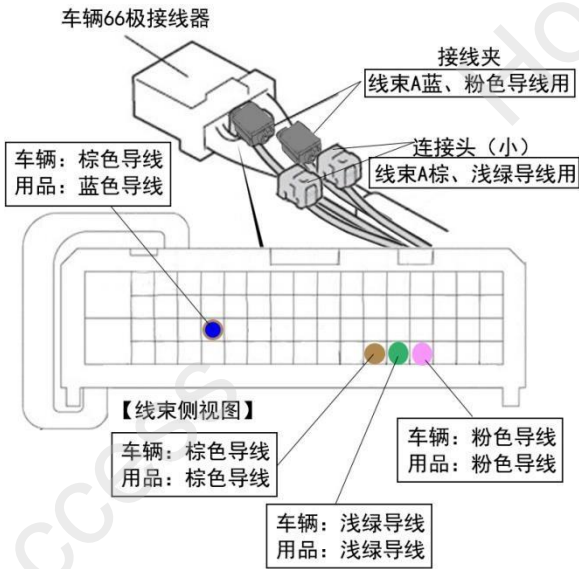 车辆66极接线器
接线夹
线束A蓝、粉色导线用
连接头（小）
线束A棕、浅绿导线用
车辆：棕色导线
用品：蓝色导线
【线束侧视图】
车辆：棕色导线
用品：棕色导线
车辆：粉色导线
用品：粉色导线
车辆：浅绿导线
用品：浅绿导线
ccess
HO